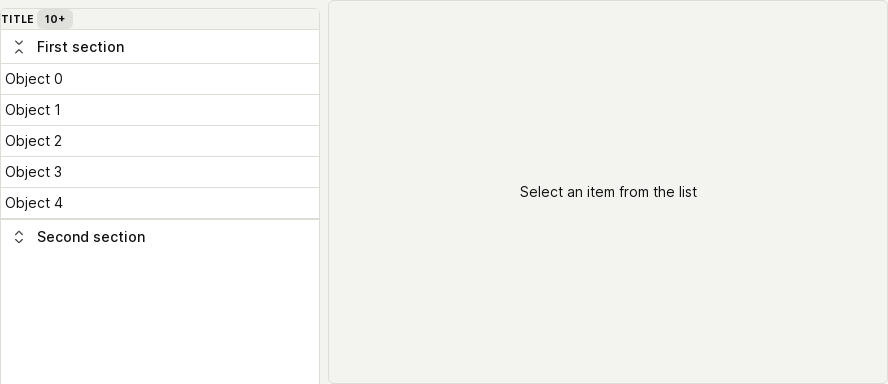 TITLE 10+
First section
Object 0
Object 1
Object 2
Object 3
Object 4
Second section
Select an item from the list